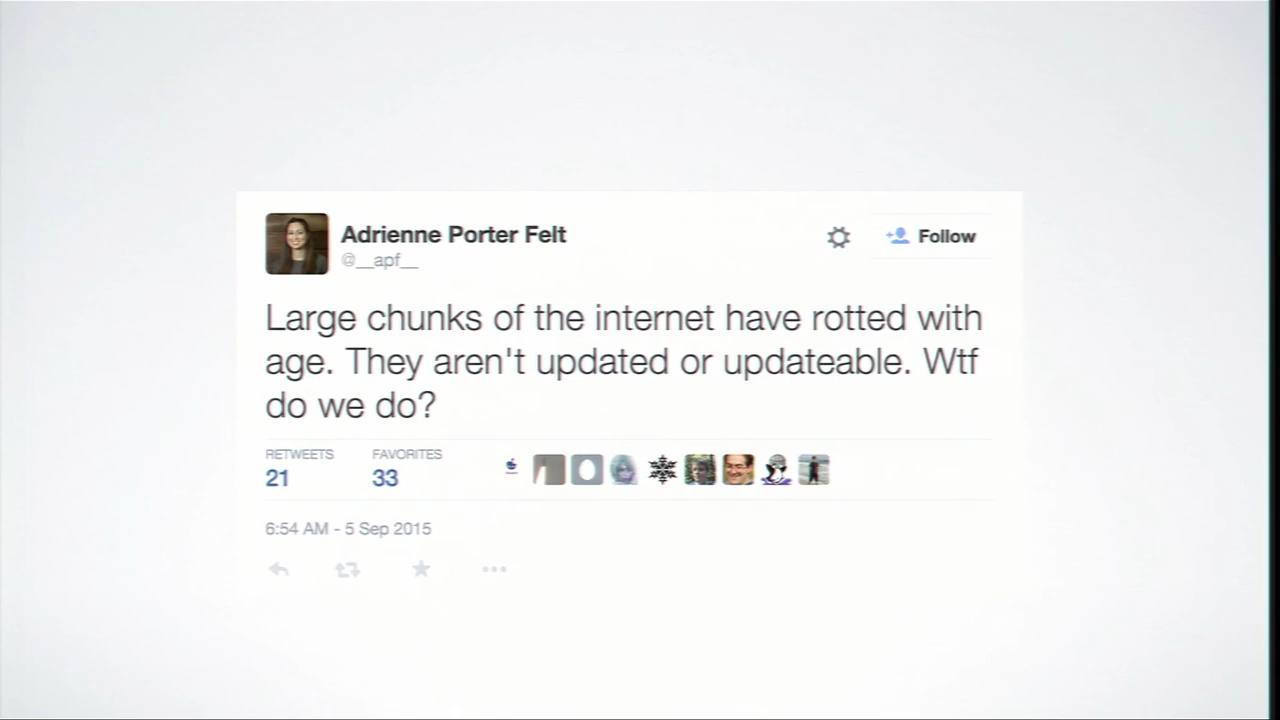 Adrienne Porter Felt
@__apf__
Follow
Large chunks of the internet have rotted with
age. They aren't updated or updateable. Wtf
do we do?
RETWEETS FAVORITES
21 33
6:54 AM - 5 Sep 2015